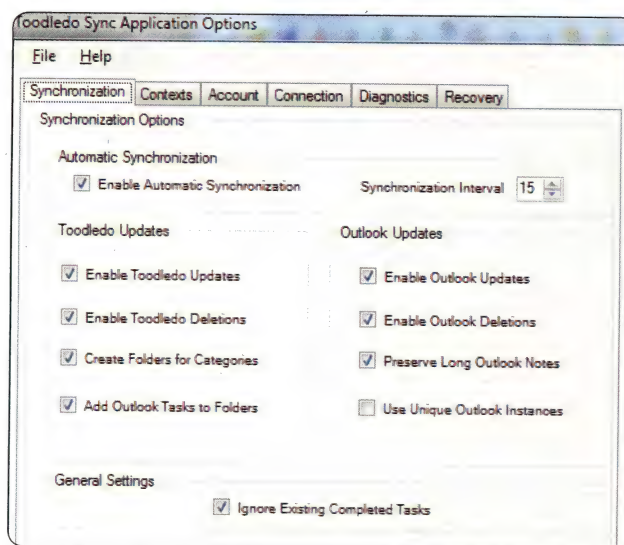 Toodledo Sync Application Options
File Help
Synchronization Contexts Account Connection Diagnostics Recovery
Synchronization Options
Automatic Synchronization
Enable Automatic Synchronization Synchronization Interval 15
Toodledo Updates Outlook Updates
Enable Toodledo Updates Enable Outlook Updates
Enable Toodledo Deletions Enable Outlook Deletions
Create Folders for Categories Preserve Long Outlook Notes
Add Outlook Tasks to Folders Use Unique Outlook Instances
General Settings
Ignore Existing Completed Tasks